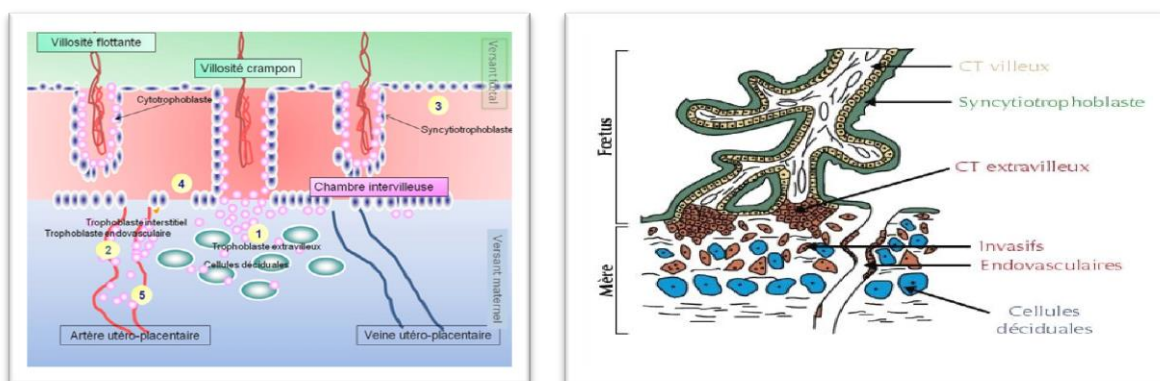 Villosité flottante
Villosité crampon
Versant fœtal
Cytotrophoblaste
3
Syncytiotrophoblaste
4
Chambre intervilleuse
Trophoblaste interstitiel
Trophoblaste endovasculaire
1
2
Trophoblaste extravilleux
Cellules déciduales
5
Versant maternel
Artère utéro-placentaire
Veine utéro-placentaire
Fœtus
Mère
CT villeux
Syncytiotrophoblaste
CT extravilleux
Invasifs
Endovasculaires
Cellules
déciduales